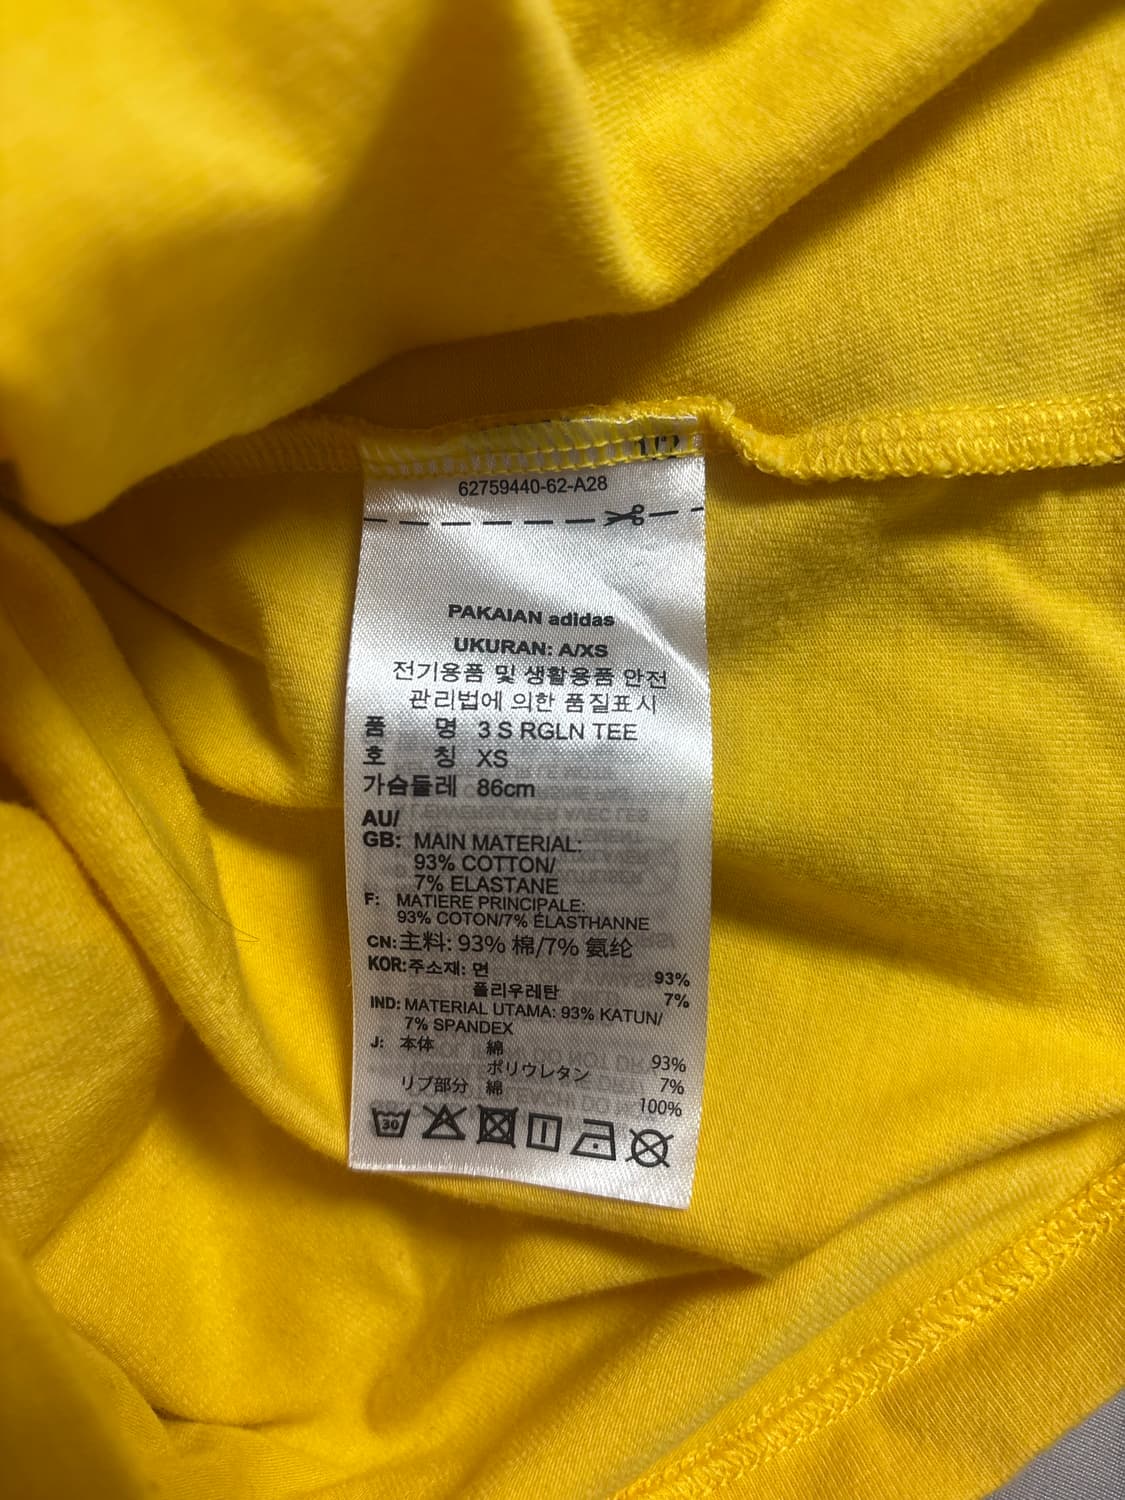 62759440-62-A28
PAKAIAN adidas
UKURAN: A/XS
전기용품 및 생활용품 안전
관리법에 의한 품질표시
품 명 3 S RGLN TEE
호 칭 XS
가슴둘레 86cm
AU/
GB: MAIN MATERIAL:
93% COTTON/
7% ELASTANE
F: MATIERE PRINCIPALE:
93% COTON/7% ÉLASTHANNE
CN: 主料: 93% 棉/7% 氨纶
KOR: 주소재: 면 93%
폴리우레탄 7%
IND: MATERIAL UTAMA: 93% KATUN/
7% SPANDEX
J: 本体 綿 93%
ポリウレタン 7%
リブ部分 綿 100%
30